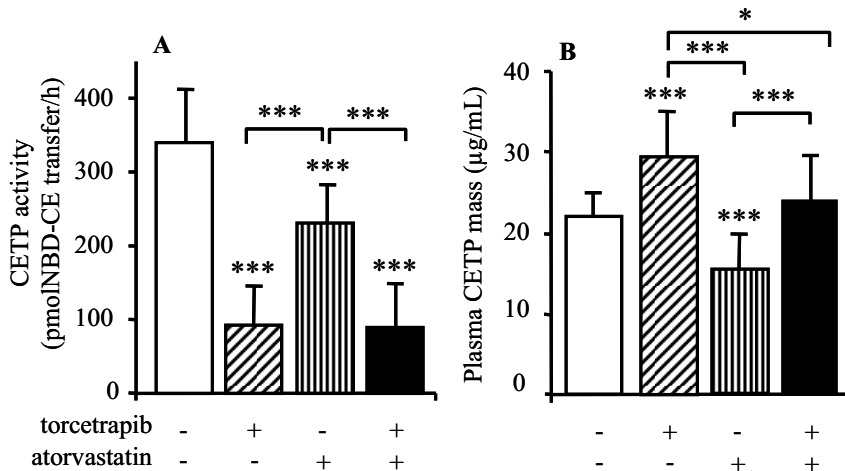 A
CETP activity
(pmolNBD-CE transfer/h)
400
300
200
100
0
*** ***
***
*** ***
torcetrapib - + - +
atorvastatin - - + +
B
Plasma CETP mass (µg/mL)
40
30
20
10
0
*
***
*** ***
***
- + - +
- - + +